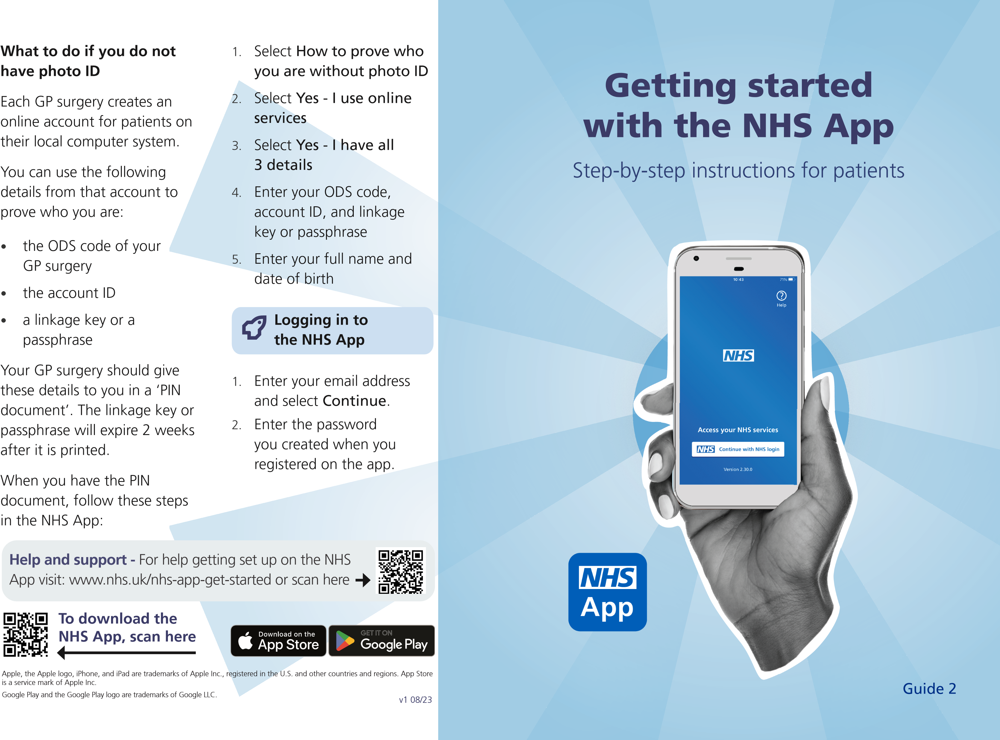 What to do if you do not
have photo ID
Each GP surgery creates an
online account for patients on
their local computer system.
You can use the following
details from that account to
prove who you are:
• the ODS code of your
GP surgery
• the account ID
• a linkage key or a
passphrase
Your GP surgery should give
these details to you in a ‘PIN
document’. The linkage key or
passphrase will expire 2 weeks
after it is printed.
When you have the PIN
document, follow these steps
in the NHS App:
1. Select How to prove who
you are without photo ID
2. Select Yes - I use online
services
3. Select Yes - I have all
3 details
4. Enter your ODS code,
account ID, and linkage
key or passphrase
5. Enter your full name and
date of birth
Logging in to
the NHS App
1. Enter your email address
and select Continue.
2. Enter the password
you created when you
registered on the app.
Help and support - For help getting set up on the NHS
App visit: www.nhs.uk/nhs-app-get-started or scan here
To download the
NHS App, scan here
Download on the
App Store
GET IT ON
Google Play
Apple, the Apple logo, iPhone, and iPad are trademarks of Apple Inc., registered in the U.S. and other countries and regions. App Store
is a service mark of Apple Inc.
Google Play and the Google Play logo are trademarks of Google LLC.
v1 08/23
Getting started
with the NHS App
Step-by-step instructions for patients
10:43
71%
?
Help
NHS
Access your NHS services
NHS Continue with NHS login
Version 2.30.0
NHS
App
Guide 2